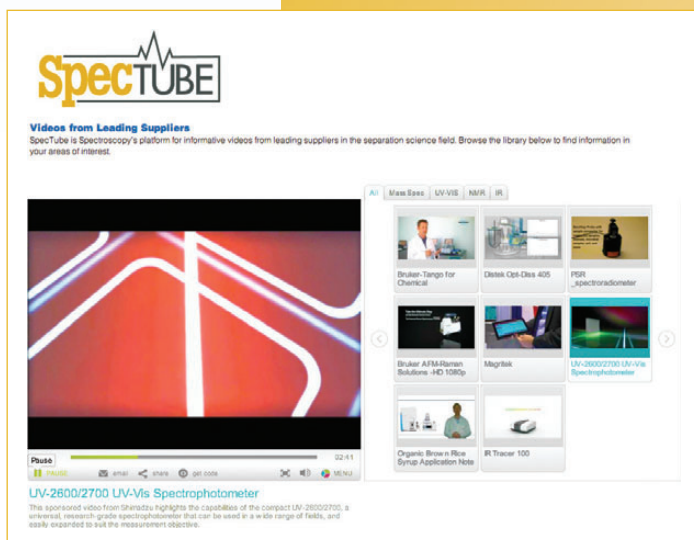 SpecTUBE
Videos from Leading Suppliers
SpecTube is Spectroscopy's platform for informative videos from leading suppliers in the separation science field. Browse the library below to find information in
your areas of interest.
All Mass Spec UV-VIS NMR IR
Bruker-Tango for
Chemical
Distek Opt-Diss 405
PSR
_spectroradiometer
Bruker AFM-Raman
Solutions -HD 1080p
Magritek
UV-2600/2700 UV-Vis
Spectrophotometer
Organic Brown Rice
Syrup Application Note
IR Tracer 100
Pause
02:41
PAUSE email share get code MENU
UV-2600/2700 UV-Vis Spectrophotometer
This sponsored video from Shimadzu highlights the capabilities of the compact UV-2600/2700, a
universal, research-grade spectrophotometer that can be used in a wide range of fields, and
easily expanded to suit the measurement objective.